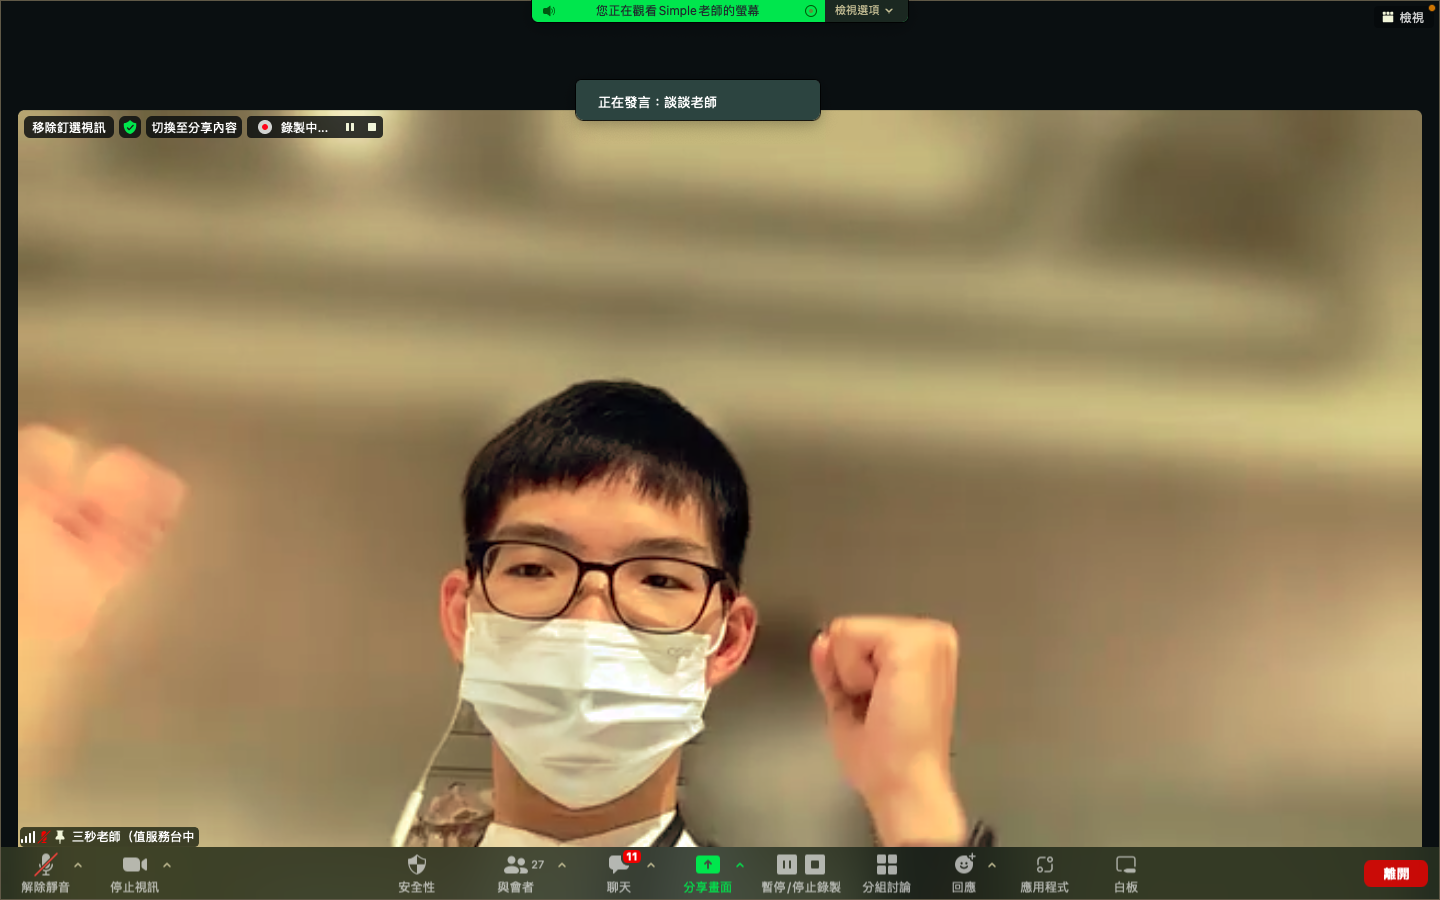 您正在觀看Simple老師的螢幕
檢視選項
檢視
正在發言：談談老師
移除釘選視訊
切換至分享內容
錄製中...
三秒老師（值服務台中
解除靜音
停止視訊
安全性
27
與會者
11
聊天
分享畫面
暫停/停止錄製
分組討論
回應
應用程式
白板
離開